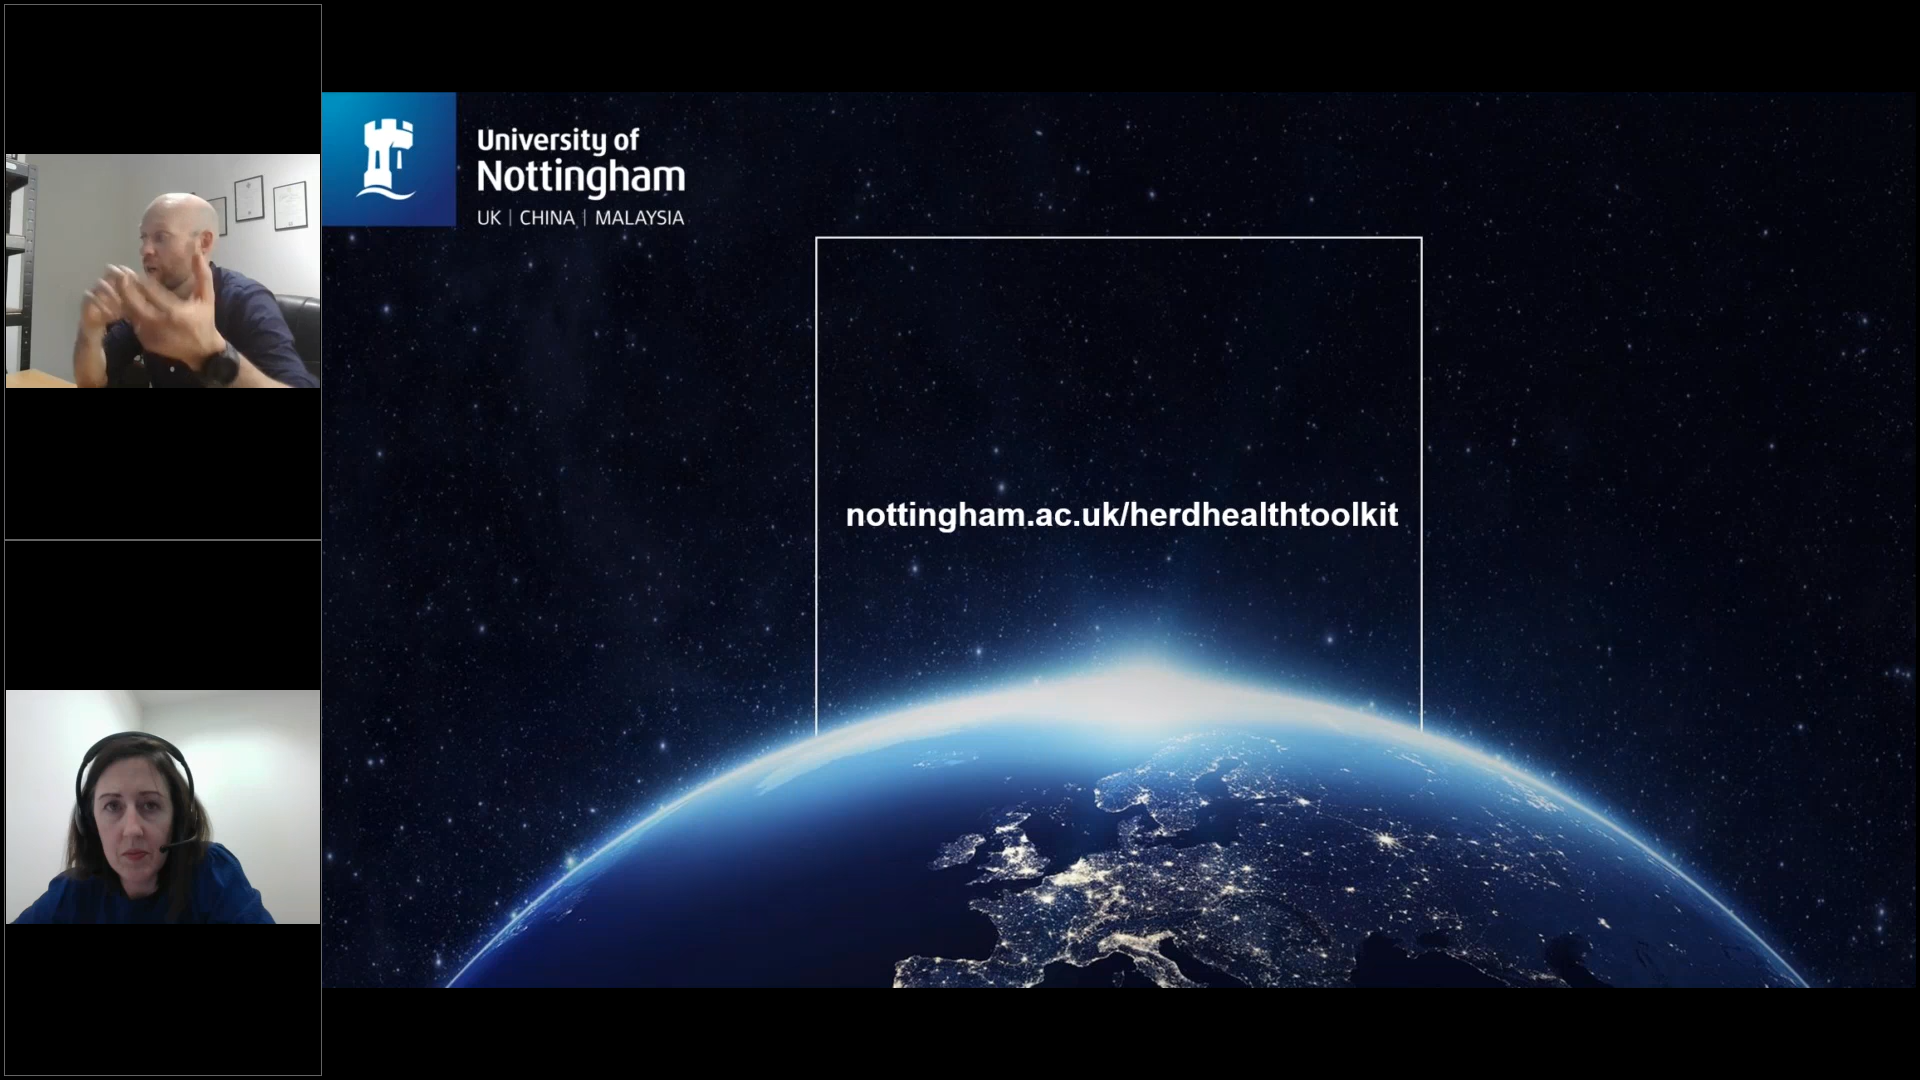 University of
Nottingham
UK | CHINA | MALAYSIA
nottingham.ac.uk/herdhealthtoolkit